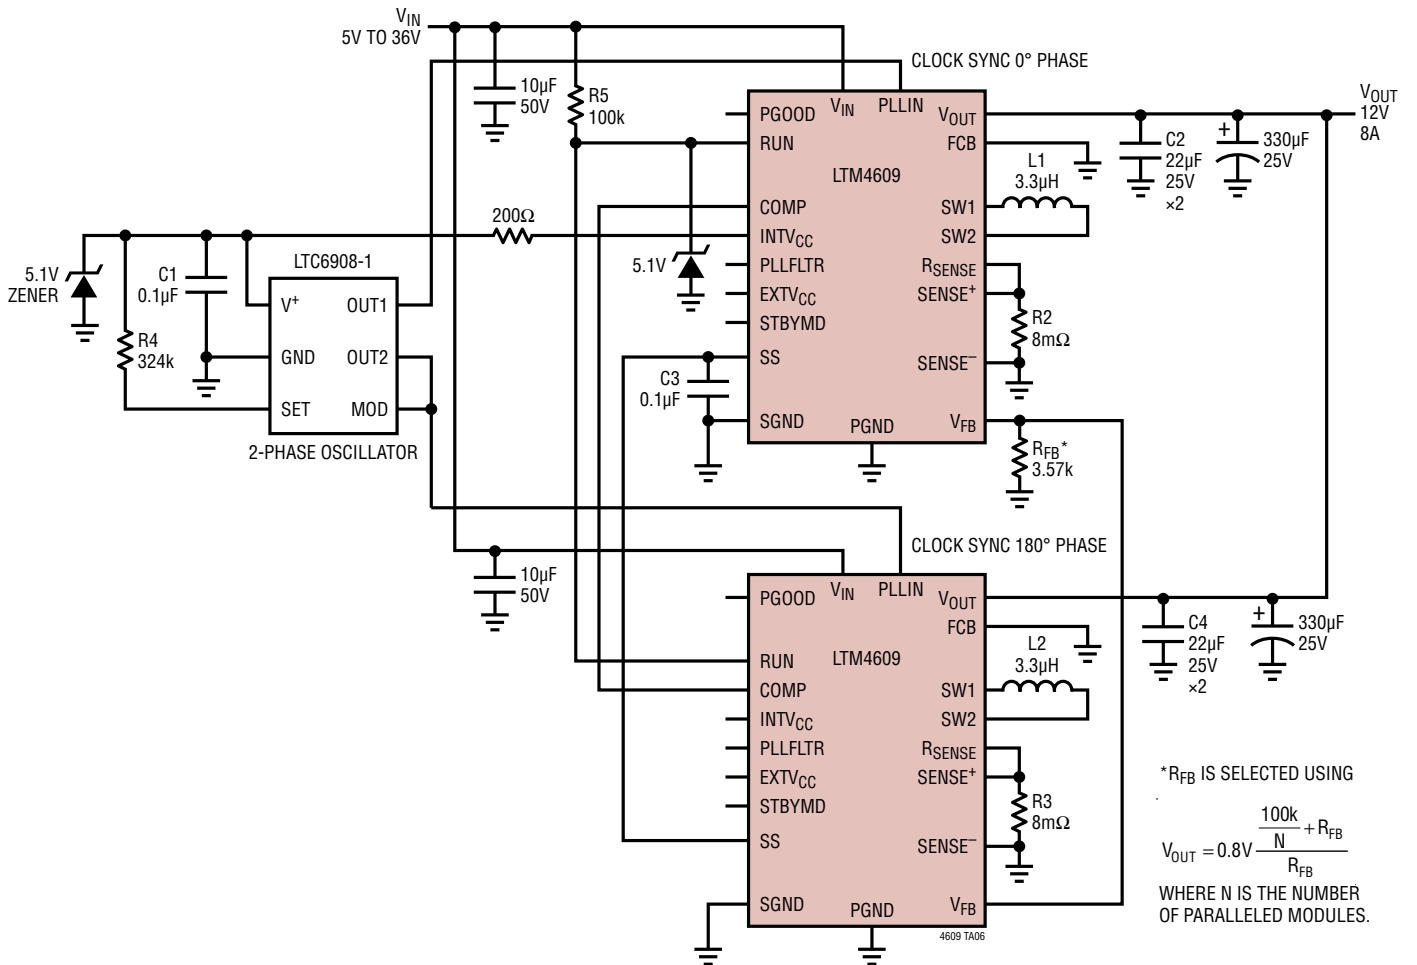 VIN
5V TO 36V
10µF
50V
R5
100k
CLOCK SYNC 0° PHASE
PGOOD
VIN
PLLIN
VOUT
RUN
FCB
LTM4609
COMP
SW1
INTVCC
SW2
PLLFLTR
RSENSE
EXTVCC
SENSE+
STBYMD
SS
SENSE–
SGND
PGND
VFB
L1
3.3µH
C2
22µF
25V
×2
+
330µF
25V
VOUT
12V
8A
R2
8mΩ
RFB*
3.57k
200Ω
5.1V
5.1V
ZENER
C1
0.1µF
R4
324k
LTC6908-1
V+
OUT1
GND
OUT2
SET
MOD
2-PHASE OSCILLATOR
C3
0.1µF
10µF
50V
CLOCK SYNC 180° PHASE
PGOOD
VIN
PLLIN
VOUT
FCB
RUN
LTM4609
COMP
SW1
INTVCC
SW2
PLLFLTR
RSENSE
EXTVCC
SENSE+
STBYMD
SS
SENSE–
SGND
PGND
VFB
L2
3.3µH
C4
22µF
25V
×2
+
330µF
25V
R3
8mΩ
4609 TA06
*RFB IS SELECTED USING
100k
N
+ RFB
VOUT = 0.8V
RFB
WHERE N IS THE NUMBER
OF PARALLELED MODULES.